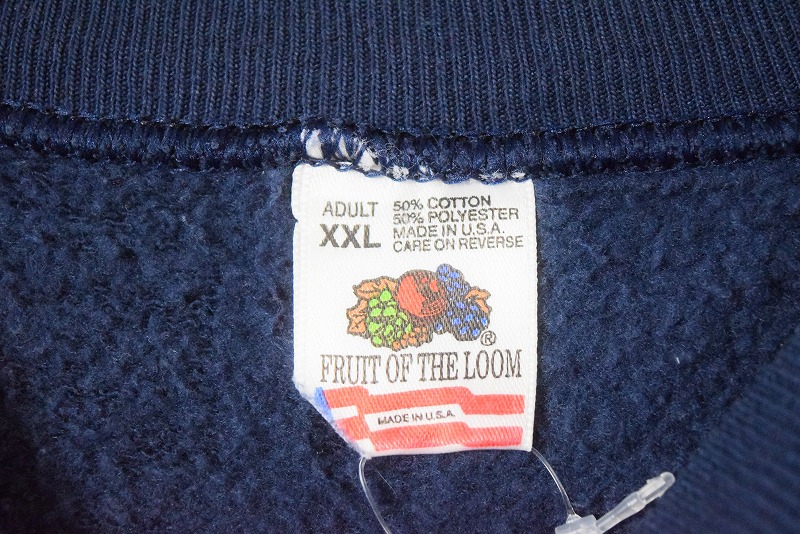 ADULT
XXL
50% COTTON
50% POLYESTER
MADE IN U.S.A.
CARE ON REVERSE
®
FRUIT OF THE LOOM
MADE IN U.S.A.